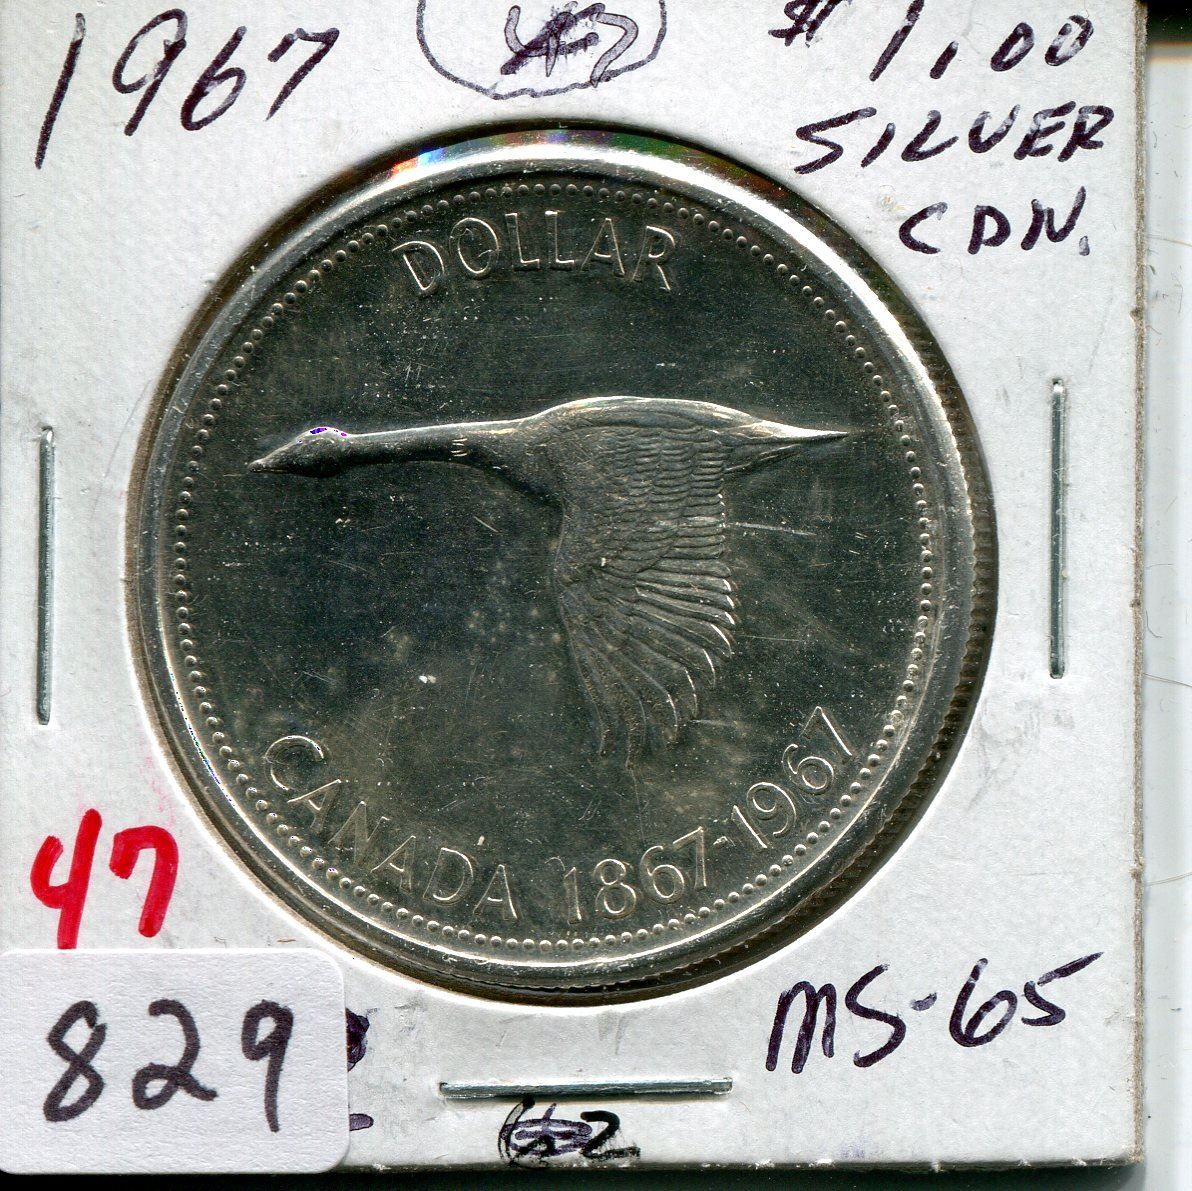 1967
$1.00
SILVER
CDN.
DOLLAR
CANADA 1867-1967
47
829
MS-65